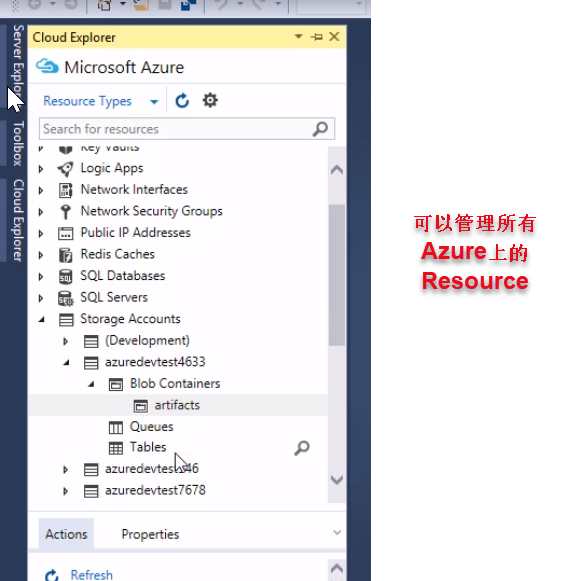 Cloud Explorer
Server Explor
Toolbox
Cloud Explorer
Microsoft Azure
Resource Types
Search for resources
Key Vaults
Logic Apps
Network Interfaces
Network Security Groups
Public IP Addresses
Redis Caches
SQL Databases
SQL Servers
Storage Accounts
(Development)
azuredevtest4633
Blob Containers
artifacts
Queues
Tables
azuredevtest
46
azuredevtest7678
Actions
Properties
Refresh
可以管理所有
Azure上的
Resource